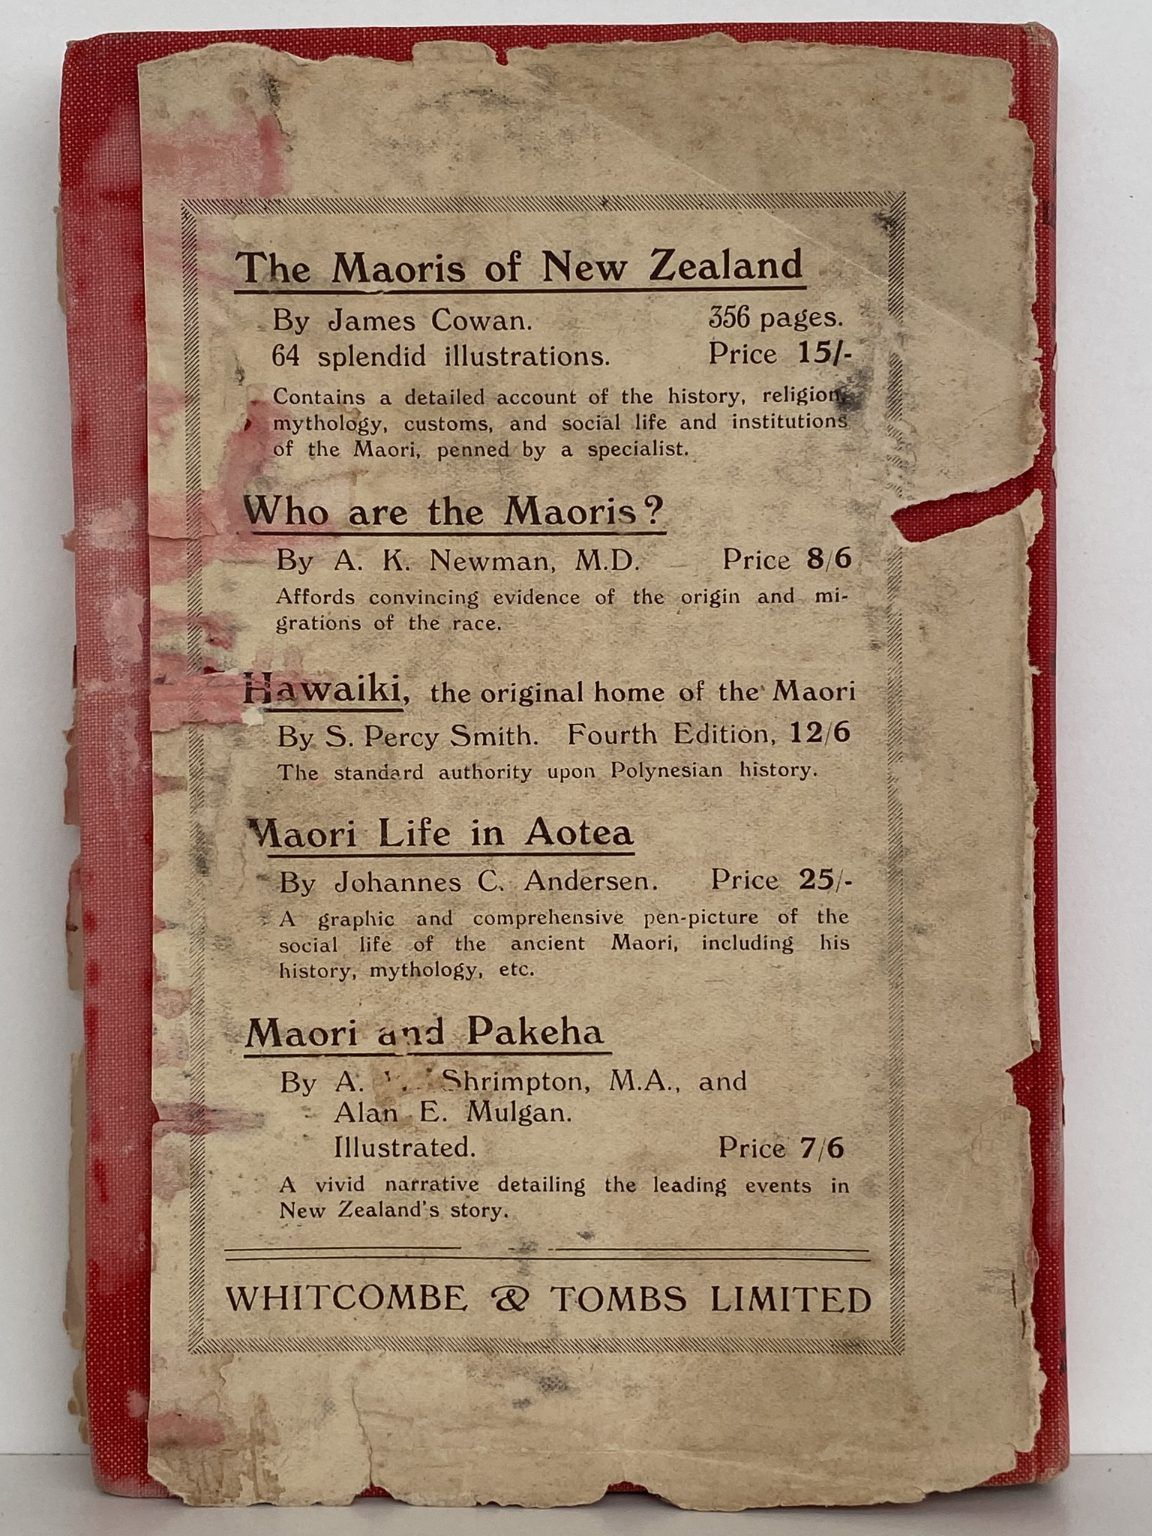 The Maoris of New Zealand
By James Cowan. 356 pages.
64 splendid illustrations. Price 15/-
Contains a detailed account of the history, religion,
mythology, customs, and social life and institutions
of the Maori, penned by a specialist.
Who are the Maoris?
By A. K. Newman, M.D. Price 8/6
Affords convincing evidence of the origin and mi-
grations of the race.
Hawaiki, the original home of the Maori
By S. Percy Smith. Fourth Edition, 12/6
The standard authority upon Polynesian history.
Maori Life in Aotea
By Johannes C. Andersen. Price 25/-
A graphic and comprehensive pen-picture of the
social life of the ancient Maori, including his
history, mythology, etc.
Maori and Pakeha
By A. Shrimpton, M.A., and
Alan E. Mulgan.
Illustrated. Price 7/6
A vivid narrative detailing the leading events in
New Zealand's story.
WHITCOMBE & TOMBS LIMITED